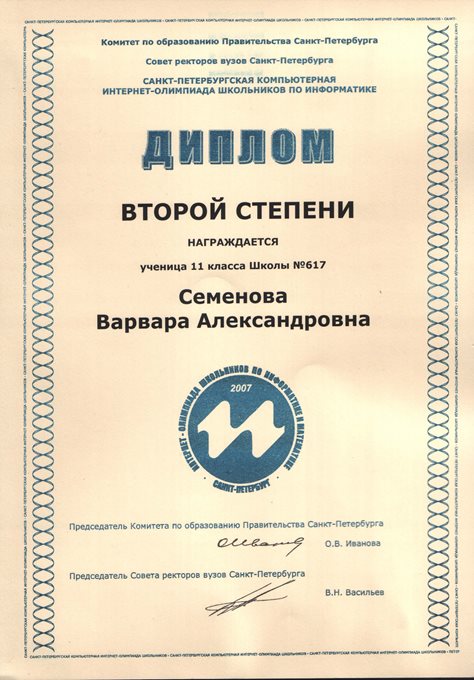 Комитет по образованию Правительства Санкт-Петербурга
Совет ректоров вузов Санкт-Петербурга
САНКТ-ПЕТЕРБУРГСКАЯ КОМПЬЮТЕРНАЯ
ИНТЕРНЕТ-ОЛИМПИАДА ШКОЛЬНИКОВ ПО ИНФОРМАТИКЕ
ДИПЛОМ
ВТОРОЙ СТЕПЕНИ
НАГРАЖДАЕТСЯ
ученица 11 класса Школы №617
Семенова
Варвара Александровна
ИНТЕРНЕТ-ОЛИМПИАДА ШКОЛЬНИКОВ ПО ИНФОРМАТИКЕ И МАТЕМАТИКЕ
2007
САНКТ-ПЕТЕРБУРГ
Председатель Комитета по образованию Правительства Санкт-Петербурга
О.В. Иванова
Председатель Совета ректоров вузов Санкт-Петербурга
В.Н. Васильев